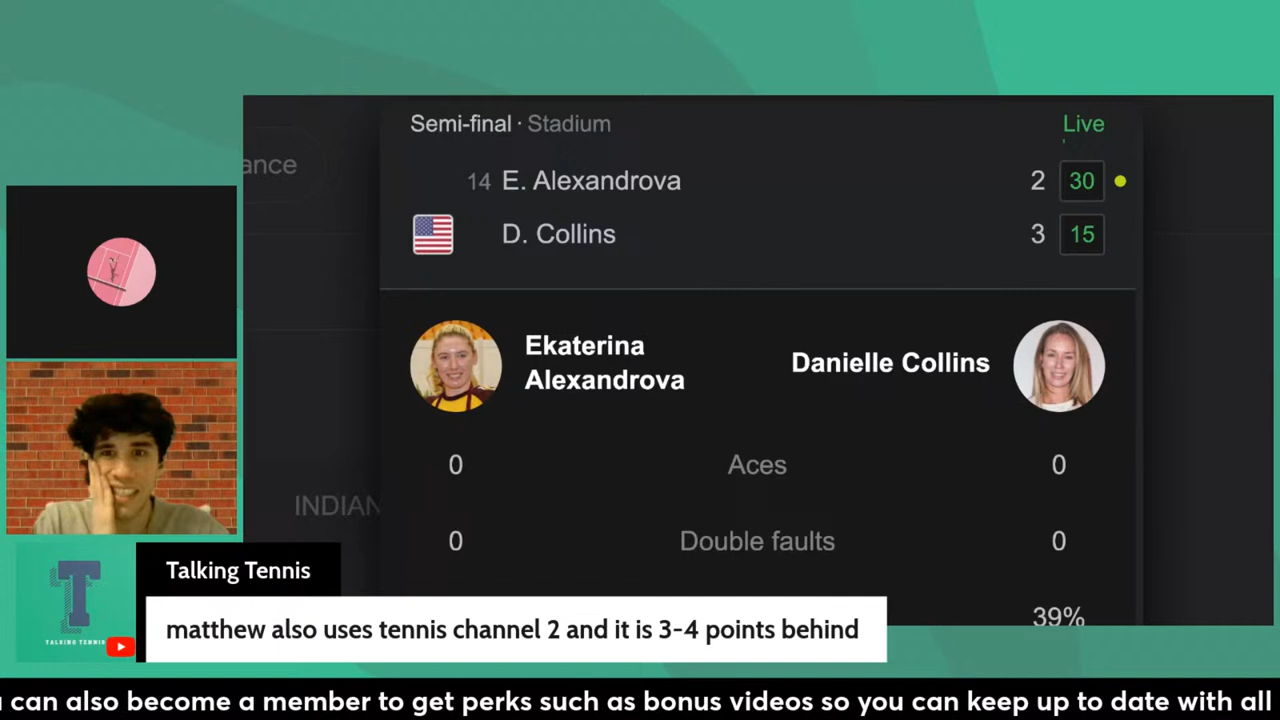 Semi-final · Stadium
Live
ance
14 E. Alexandrova 2 30
D. Collins 3 15
Ekaterina
Alexandrova
Danielle Collins
0 Aces 0
INDIAN
0 Double faults 0
39%
Talking Tennis
matthew also uses tennis channel 2 and it is 3-4 points behind
T
TALKING TENNIS
can also become a member to get perks such as bonus videos so you can keep up to date with all